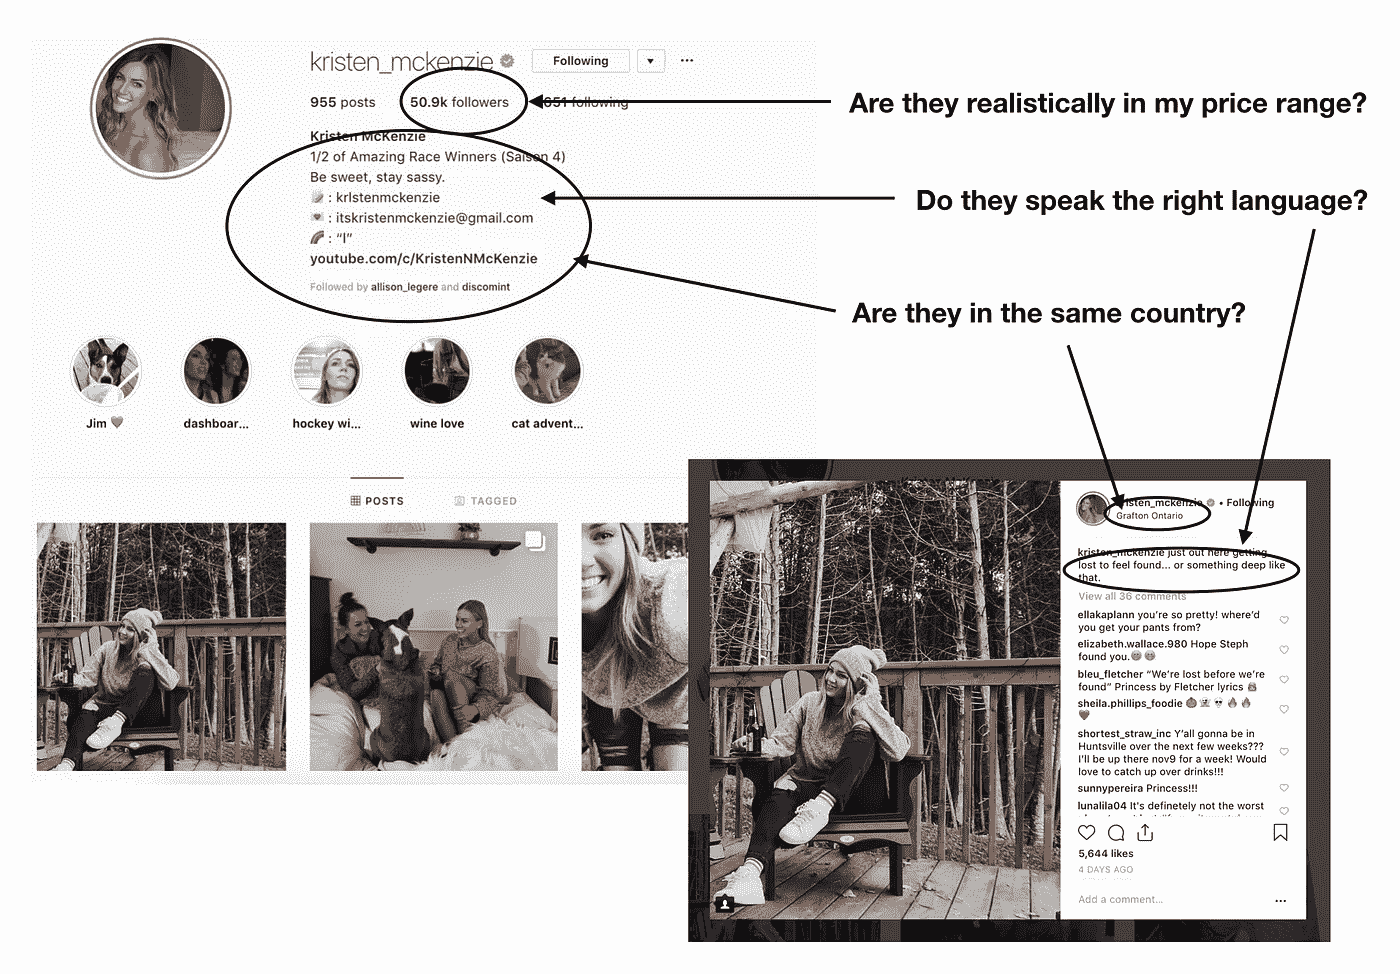 kristen_mckenzie
Following
955 posts
50.9k followers
051 following
Kristen McKenzie
1/2 of Amazing Race Winners (Saison 4)
Be sweet, stay sassy.
: kristenmckenzie
: itskristenmckenzie@gmail.com
: “I”
youtube.com/c/KristenNMcKenzie
Followed by allison_legere and discomint
Are they realistically in my price range?
Do they speak the right language?
Are they in the same country?
Jim
dashboar...
hockey wi...
wine love
cat advent...
POSTS
TAGGED
kristen_mckenzie • Following
Grafton Ontario
kristen_mckenzie just out here getting
lost to feel found... or something deep like
that.
View all 36 comments
ellakaplann you’re so pretty! where’d
you get your pants from?
elizabeth.wallace.980 Hope Steph
found you.
bleu_fletcher “We’re lost before we’re
found” Princess by Fletcher lyrics
sheila.phillips_foodie
shortest_straw_inc Y’all gonna be in
Huntsville over the next few weeks???
I’ll be up there nov9 for a week! Would
love to catch up over drinks!!!
sunnypereira Princess!!!
lunalila04 It's definetely not the worst
5,644 likes
4 DAYS AGO
Add a comment...